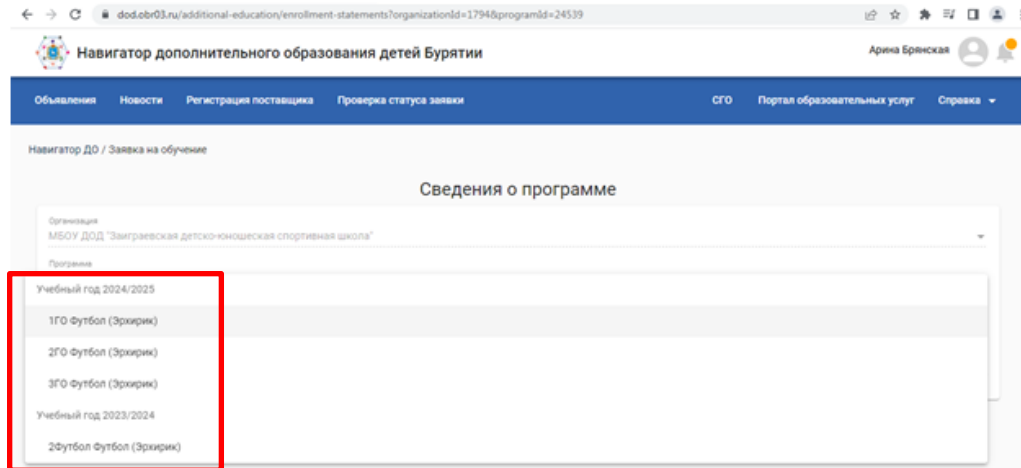 dod.obr03.ru/additional-education/enrollment-statements?organizationId=1794&programId=24539
Навигатор дополнительного образования детей Бурятии
Арина Брянская
Объявления Новости Регистрация поставщика Проверка статуса заявки СГО Портал образовательных услуг Справка
Навигатор ДО / Заявка на обучение
Сведения о программе
Организация
МБОУ ДОД "Заиграевская детско-юношеская спортивная школа"
Программа
Учебный год 2024/2025
1ГО Футбол (Эрхирик)
2ГО Футбол (Эрхирик)
3ГО Футбол (Эрхирик)
Учебный год 2023/2024
2Футбол Футбол (Эрхирик)